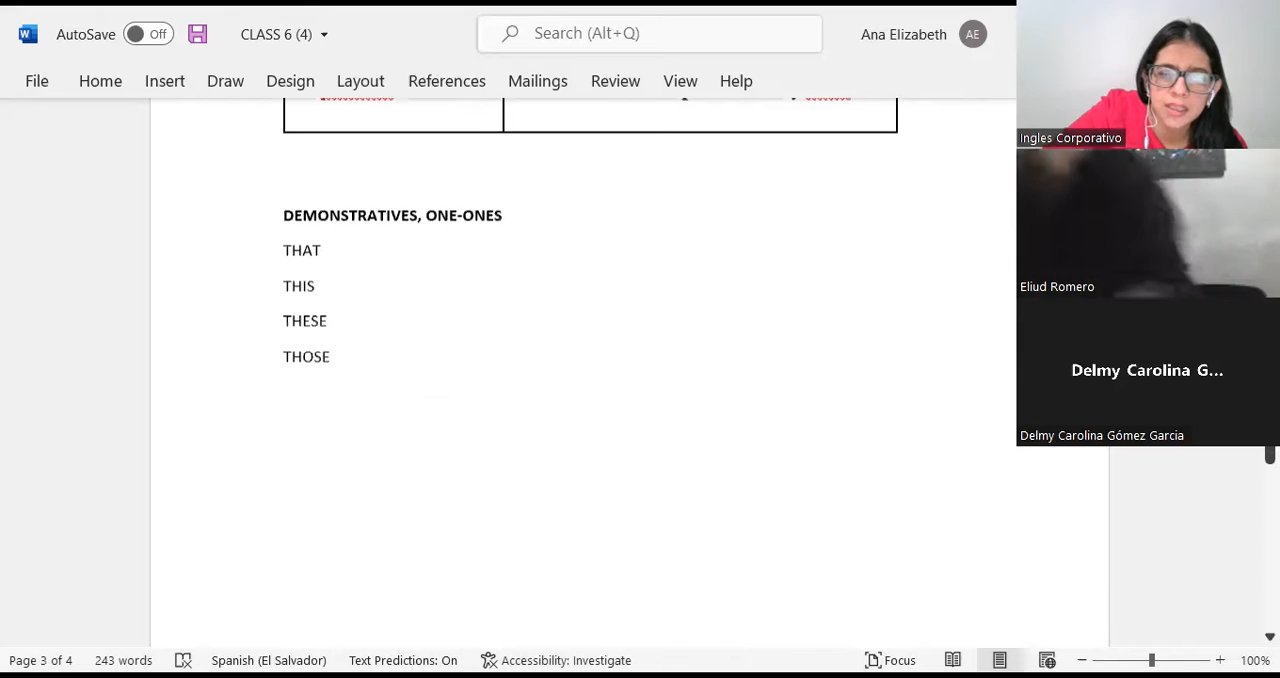 AutoSave Off CLASS 6 (4) Search (Alt+Q) Ana Elizabeth AE
File Home Insert Draw Design Layout References Mailings Review View Help
Ingles Corporativo
DEMONSTRATIVES, ONE-ONES
THAT
THIS
THESE
THOSE
Eliud Romero
Delmy Carolina G...
Delmy Carolina Gómez Garcia
Page 3 of 4 243 words Spanish (El Salvador) Text Predictions: On Accessibility: Investigate Focus 100%